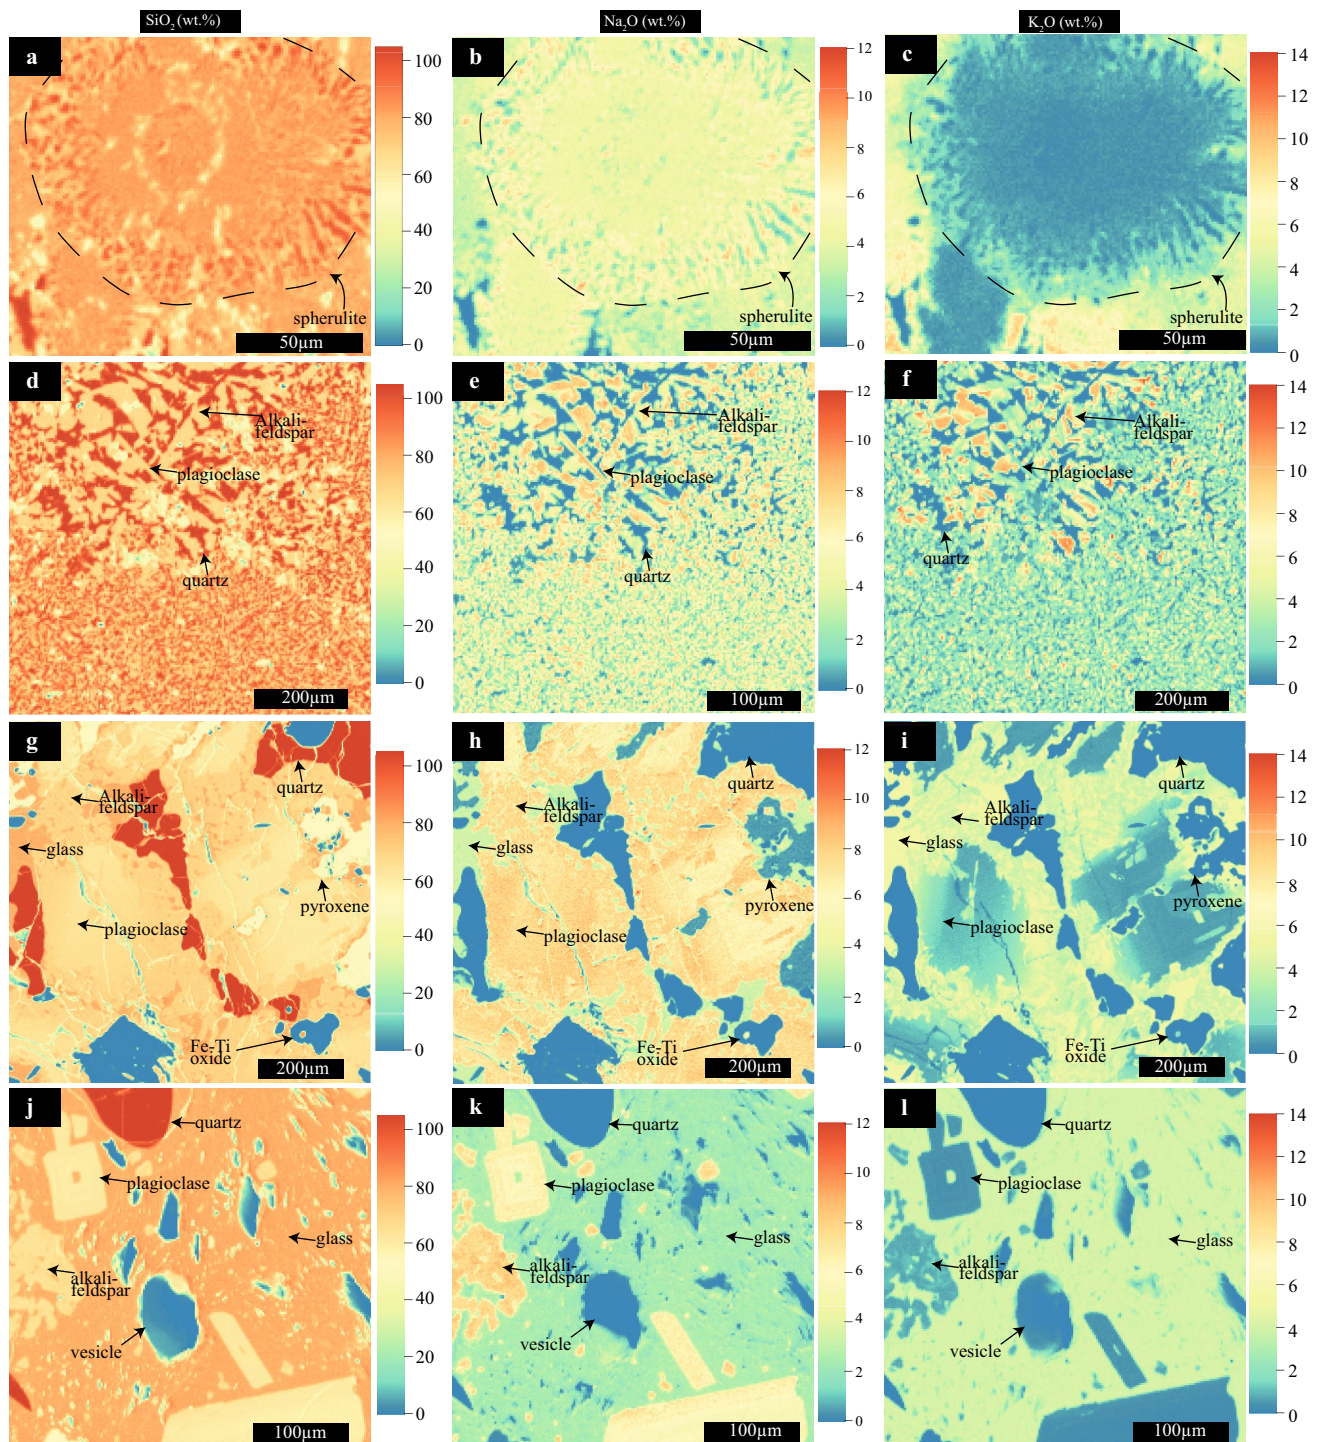 SiO₂ (wt.%)
Na₂O (wt.%)
K₂O (wt.%)
a
100
80
60
40
20
0
spherulite
50µm
b
12
10
8
6
4
2
0
spherulite
50µm
c
14
12
10
8
6
4
2
0
spherulite
50µm
d
Alkali-
feldspar
plagioclase
quartz
200µm
100
80
60
40
20
0
e
Alkali-
feldspar
plagioclase
quartz
100µm
12
10
8
6
4
2
0
f
Alkali-
feldspar
plagioclase
quartz
200µm
14
12
10
8
6
4
2
0
g
quartz
Alkali-
feldspar
glass
pyroxene
plagioclase
Fe-Ti
oxide
200µm
100
80
60
40
20
0
h
quartz
Alkali-
feldspar
glass
pyroxene
plagioclase
Fe-Ti
oxide
200µm
12
10
8
6
4
2
0
i
quartz
Alkali-
feldspar
glass
pyroxene
plagioclase
Fe-Ti
oxide
200µm
14
12
10
8
6
4
2
0
j
quartz
plagioclase
glass
alkali-
feldspar
vesicle
100µm
100
80
60
40
20
0
k
quartz
plagioclase
glass
alkali-
feldspar
vesicle
100µm
12
10
8
6
4
2
0
l
quartz
plagioclase
glass
alkali-
feldspar
vesicle
100µm
14
12
10
8
6
4
2
0